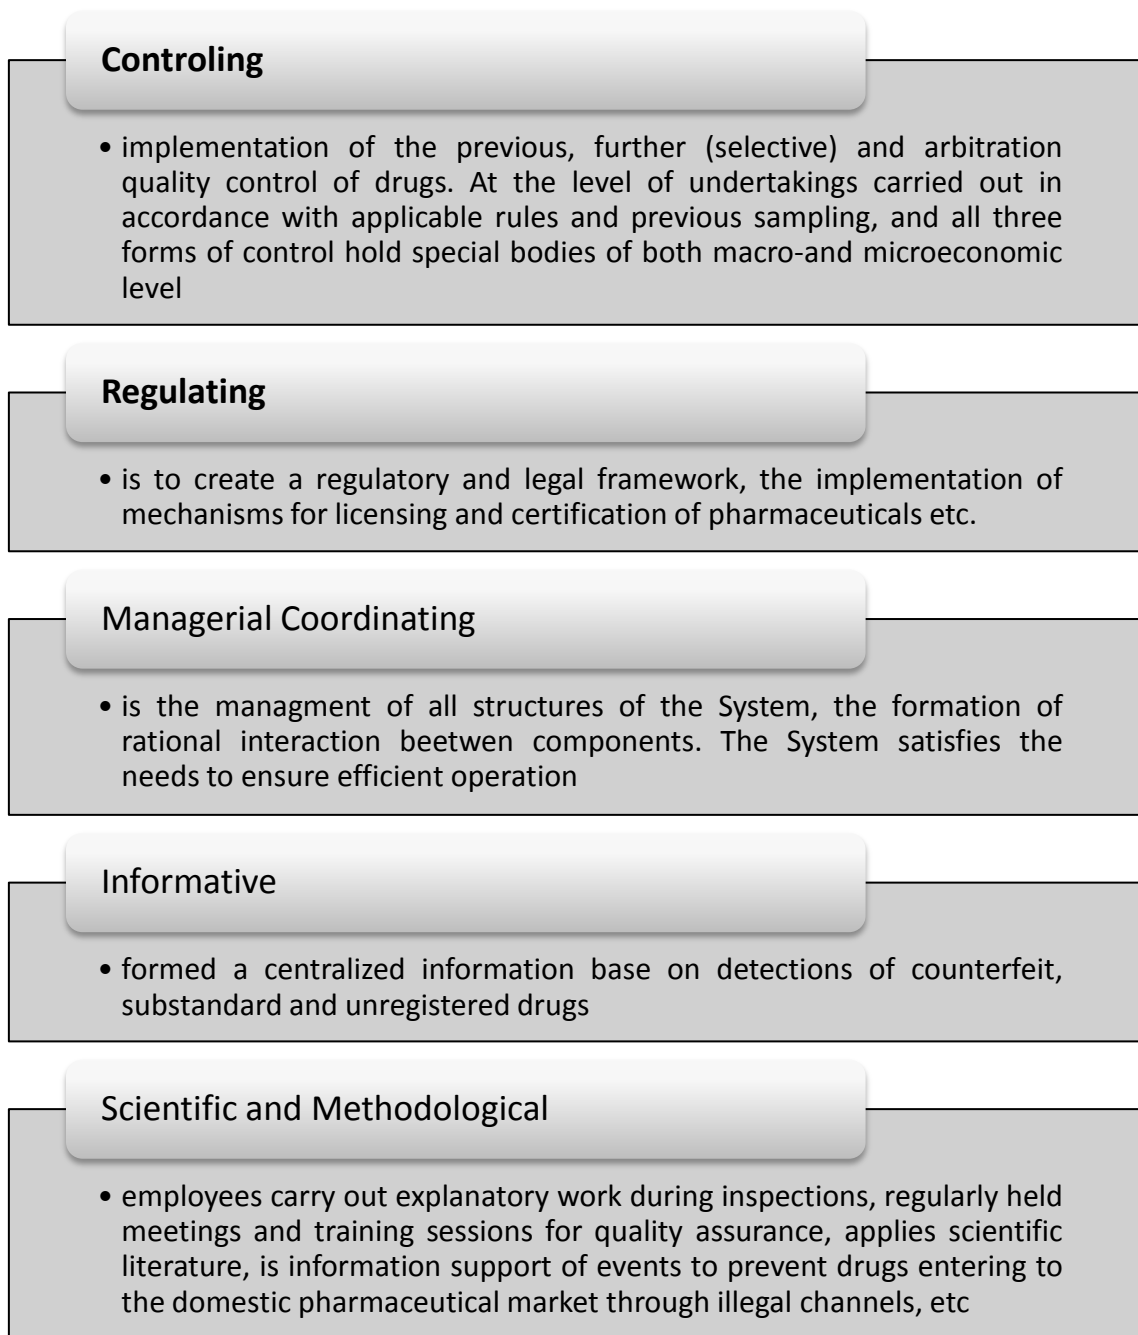 Controling
• implementation of the previous, further (selective) and arbitration
quality control of drugs. At the level of undertakings carried out in
accordance with applicable rules and previous sampling, and all three
forms of control hold special bodies of both macro-and microeconomic
level
Regulating
• is to create a regulatory and legal framework, the implementation of
mechanisms for licensing and certification of pharmaceuticals etc.
Managerial Coordinating
• is the managment of all structures of the System, the formation of
rational interaction beetwen components. The System satisfies the
needs to ensure efficient operation
Informative
• formed a centralized information base on detections of counterfeit,
substandard and unregistered drugs
Scientific and Methodological
• employees carry out explanatory work during inspections, regularly held
meetings and training sessions for quality assurance, applies scientific
literature, is information support of events to prevent drugs entering to
the domestic pharmaceutical market through illegal channels, etc